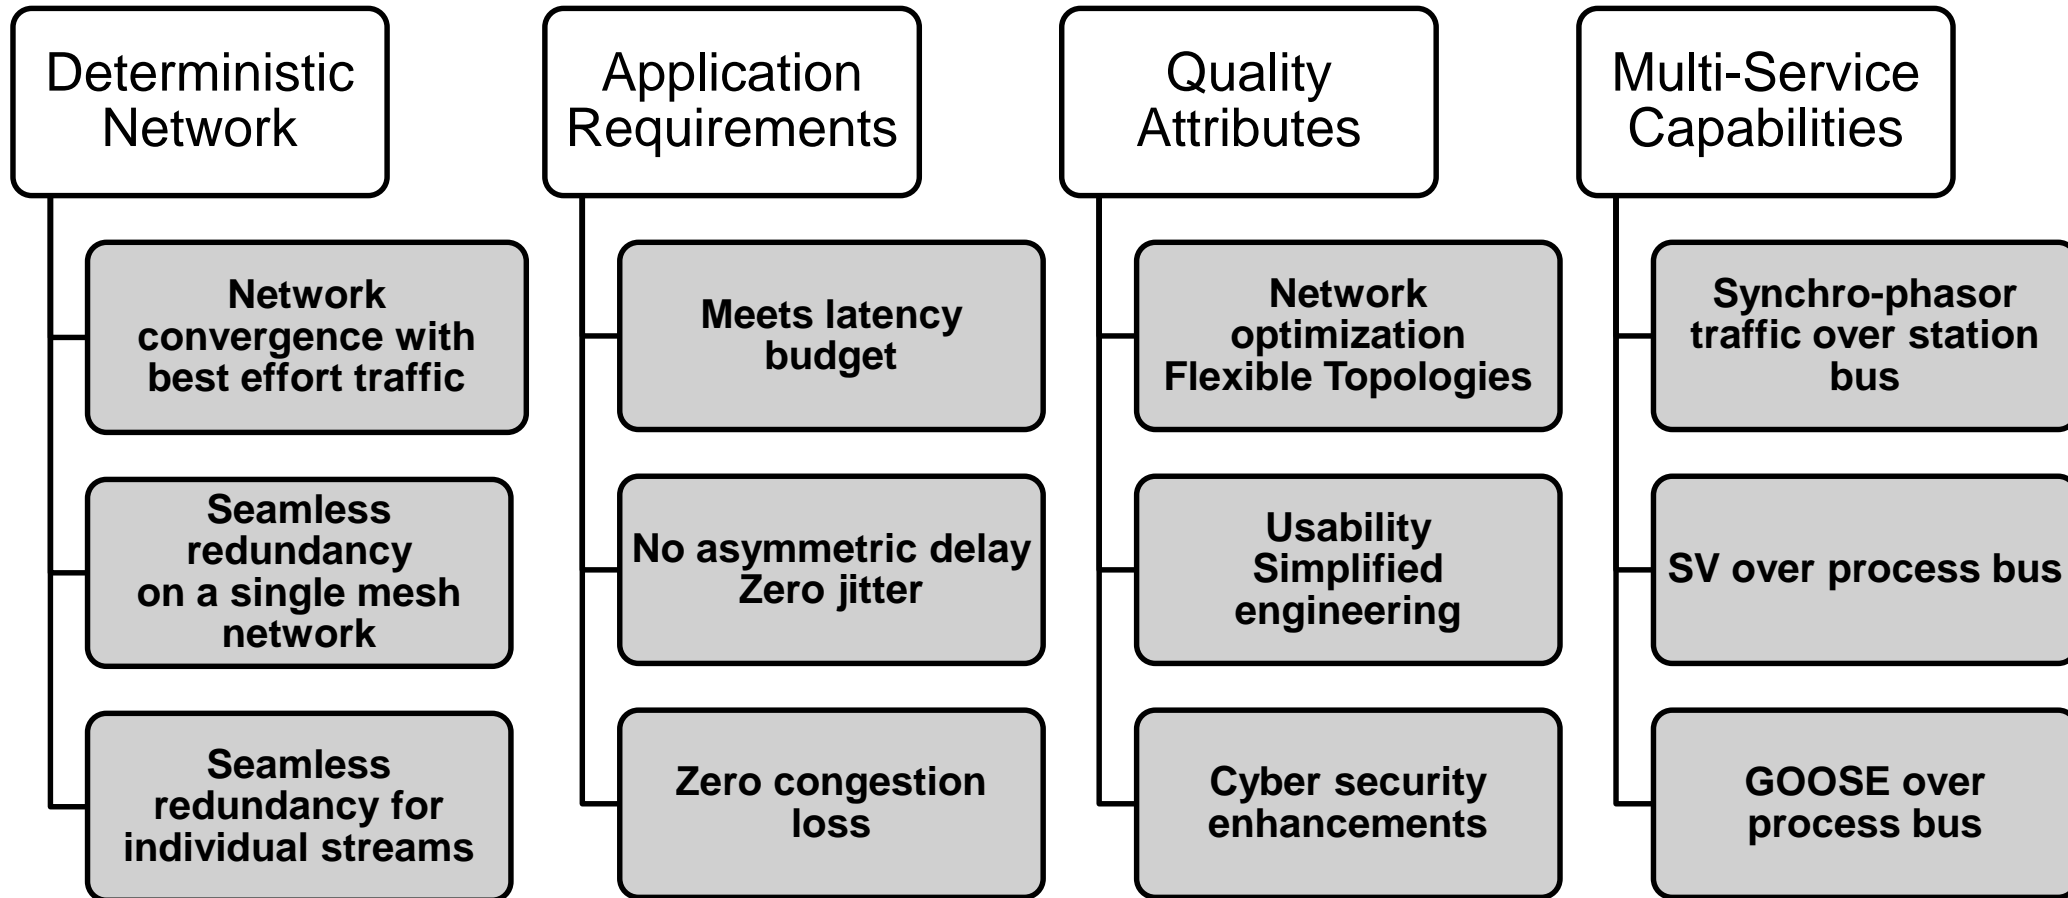 Deterministic
Network
Network
convergence with
best effort traffic
Seamless
redundancy
on a single mesh
network
Seamless
redundancy for
individual streams
Application
Requirements
Meets latency
budget
No asymmetric delay
Zero jitter
Zero congestion
loss
Quality
Attributes
Network
optimization
Flexible Topologies
Usability
Simplified
engineering
Cyber security
enhancements
Multi-Service
Capabilities
Synchro-phasor
traffic over station
bus
SV over process bus
GOOSE over
process bus